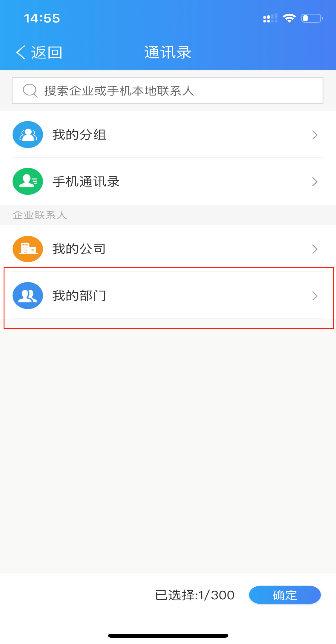 14:55
返回
通讯录
搜索企业或手机本地联系人
我的分组
手机通讯录
企业联系人
我的公司
我的部门
已选择:1/300
确定